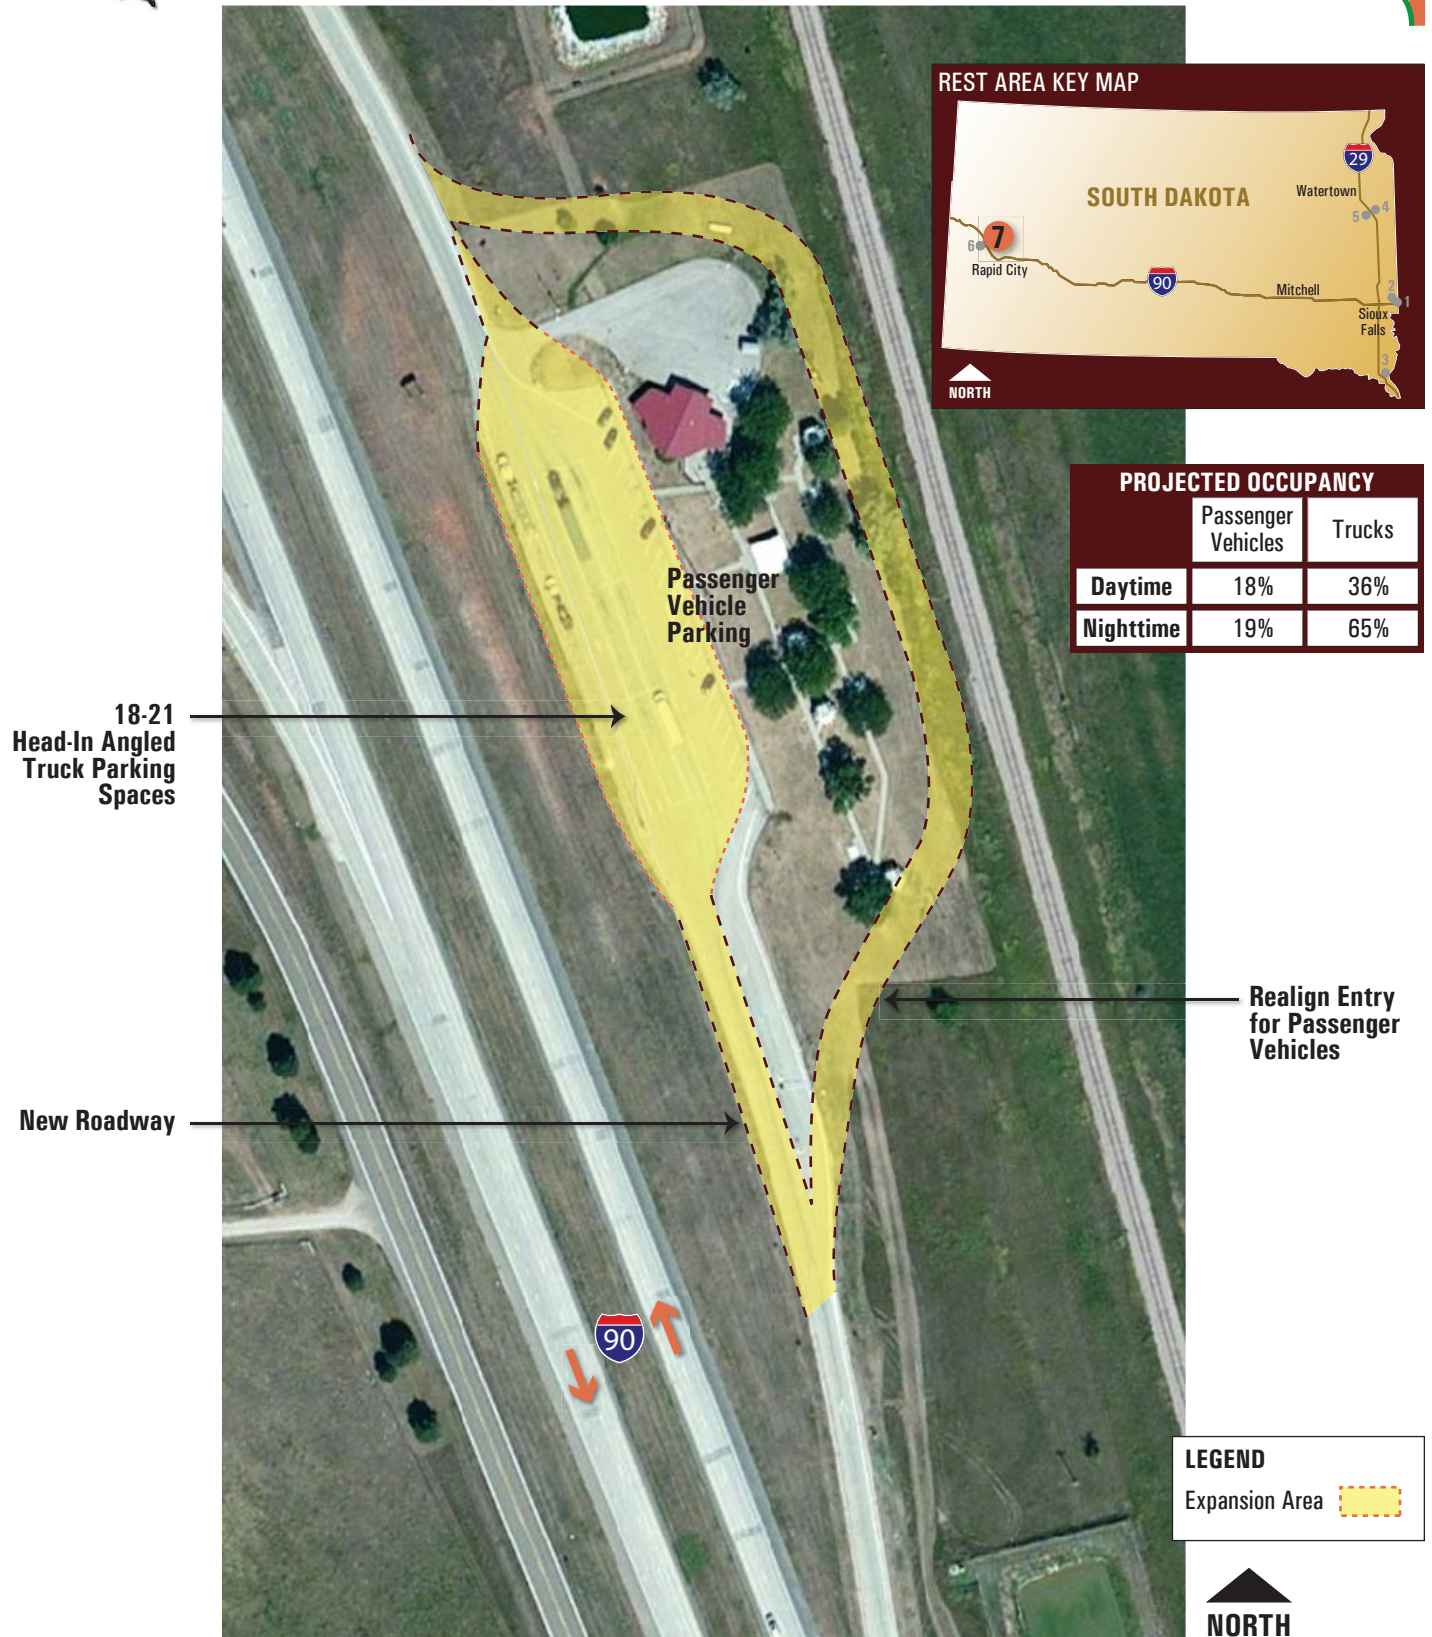 REST AREA KEY MAP
29
SOUTH DAKOTA
Watertown
4
5
7
6
Rapid City
90
Mitchell
2
1
Sioux
Falls
3
NORTH
PROJECTED OCCUPANCY
Passenger
Vehicles
Trucks
Daytime
18%
36%
Nighttime
19%
65%
Passenger
Vehicle
Parking
18-21
Head-In Angled
Truck Parking
Spaces
Realign Entry
for Passenger
Vehicles
New Roadway
90
LEGEND
Expansion Area
NORTH